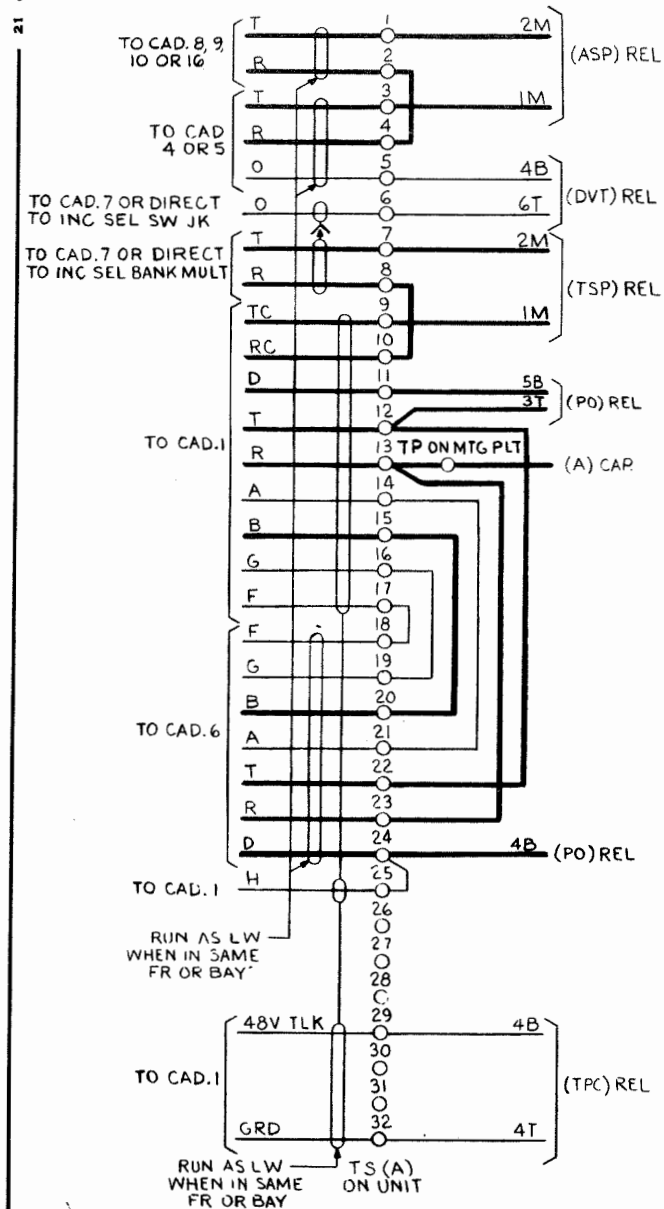 21
T 1 2M
TO CAD. 8, 9,
10 OR 16
(ASP) REL
R 2
T 3 1M
TO CAD
4 OR 5
R 4
O 5 4B
(DVT) REL
TO CAD. 7 OR DIRECT
TO INC SEL SW JK
O 6 6T
TO CAD. 7 OR DIRECT
TO INC SEL BANK MULT
T 7 2M
(TSP) REL
R 8
TC 9 1M
RC 10
D 11 5B
3T
(PO) REL
T 12
TO CAD. 1
R 13 TP ON MTG PLT (A) CAP.
A 14
B 15
G 16
F 17
F 18
G 19
B 20
TO CAD. 6
A 21
T 22
R 23
D 24 4B (PO) REL
TO CAD. 1 H 25
26
RUN AS LW
WHEN IN SAME
FR OR BAY
27
28
48V TLK 29 4B
30
TO CAD. 1
(TPC) REL
31
GRD 32 4T
RUN AS LW
WHEN IN SAME
FR OR BAY
TS (A)
ON UNIT